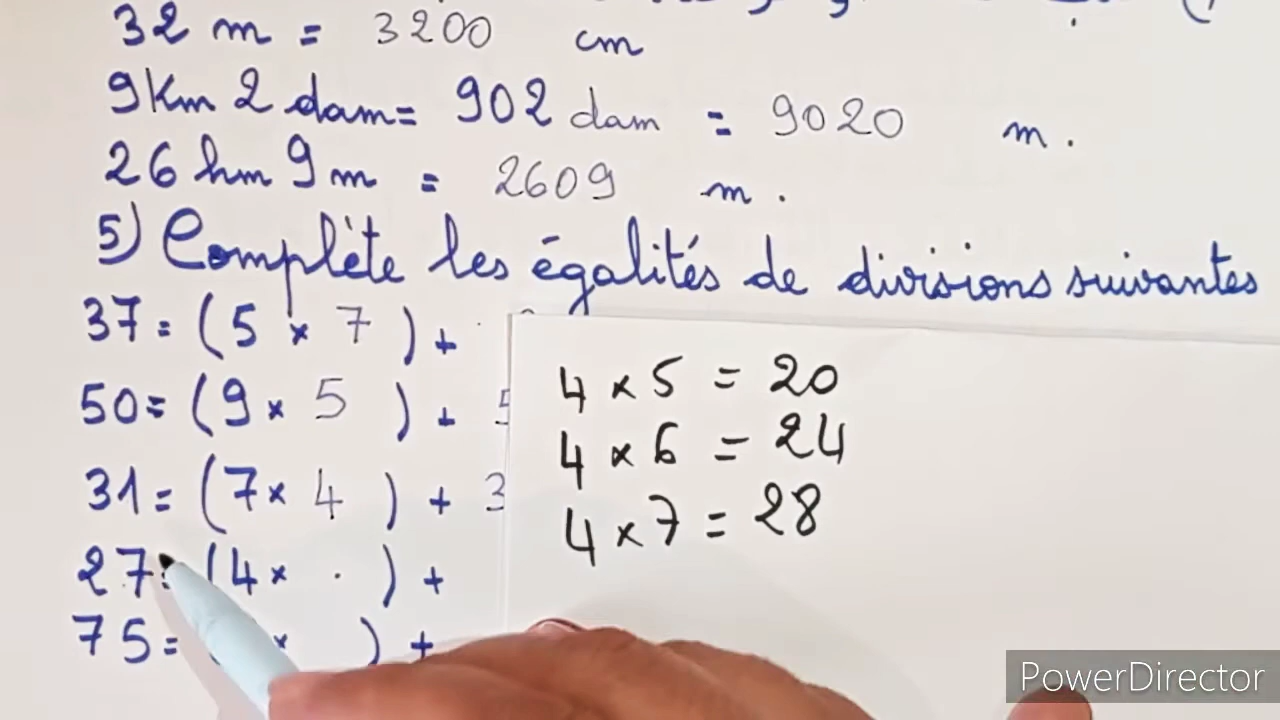 32 m = 3200 cm
9Km 2 dam= 902 dam = 9020 m.
26 hm 9m = 2609 m.
5) Complète les égalités de divisions suivantes
37= (5 × 7) +
50= (9 × 5) + 5
31= (7 × 4) + 3
27= (4 × .) +
75= × ) +
4 × 5 = 20
4 × 6 = 24
4 × 7 = 28
PowerDirector